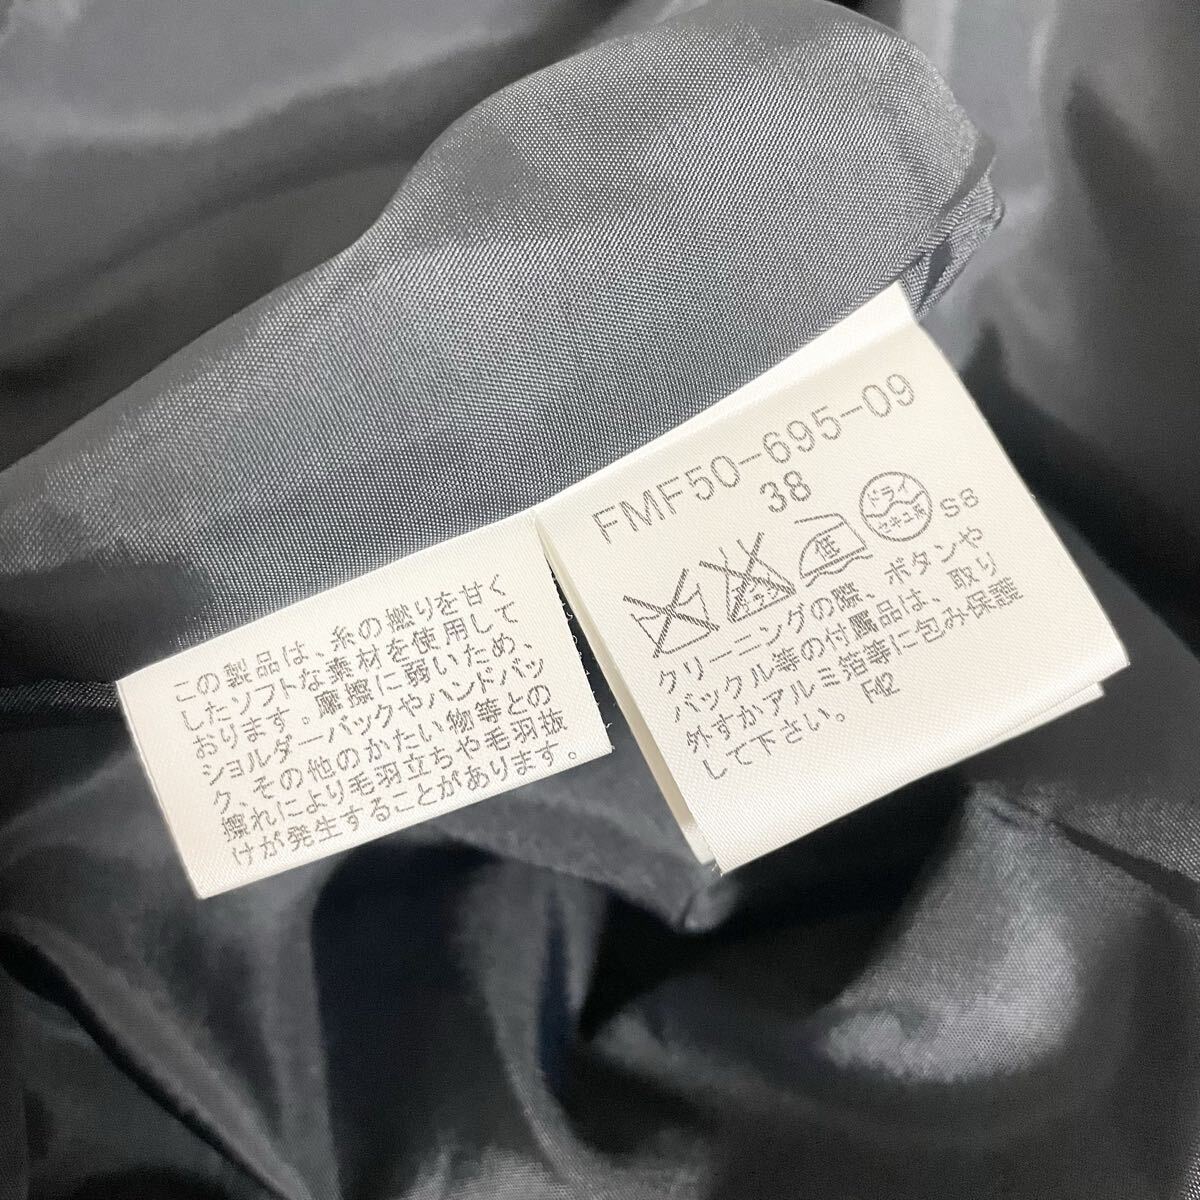 この製品は、糸の撚りを甘く
したソフトな素材を使用して
おります。摩擦に弱いため、
ショルダーバックやハンドバッ
ク、その他のかたい物等との
擦れにより毛羽立ちや毛羽抜
けが発生することがあります。
FMF50-695-09
38
低
ドライ
セキユ系
S8
クリーニングの際、ボタンや
バックル等の付属品は、取り
外すかアルミ箔等に包み保護
して下さい。 F42